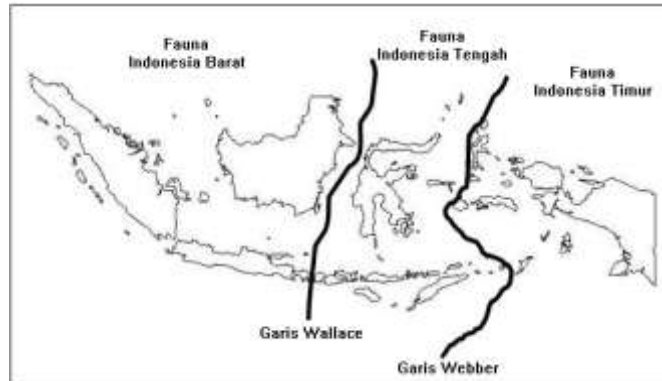 Fauna
Indonesia Barat
Fauna
Indonesia Tengah
Fauna
Indonesia Timur
Garis Wallace
Garis Webber